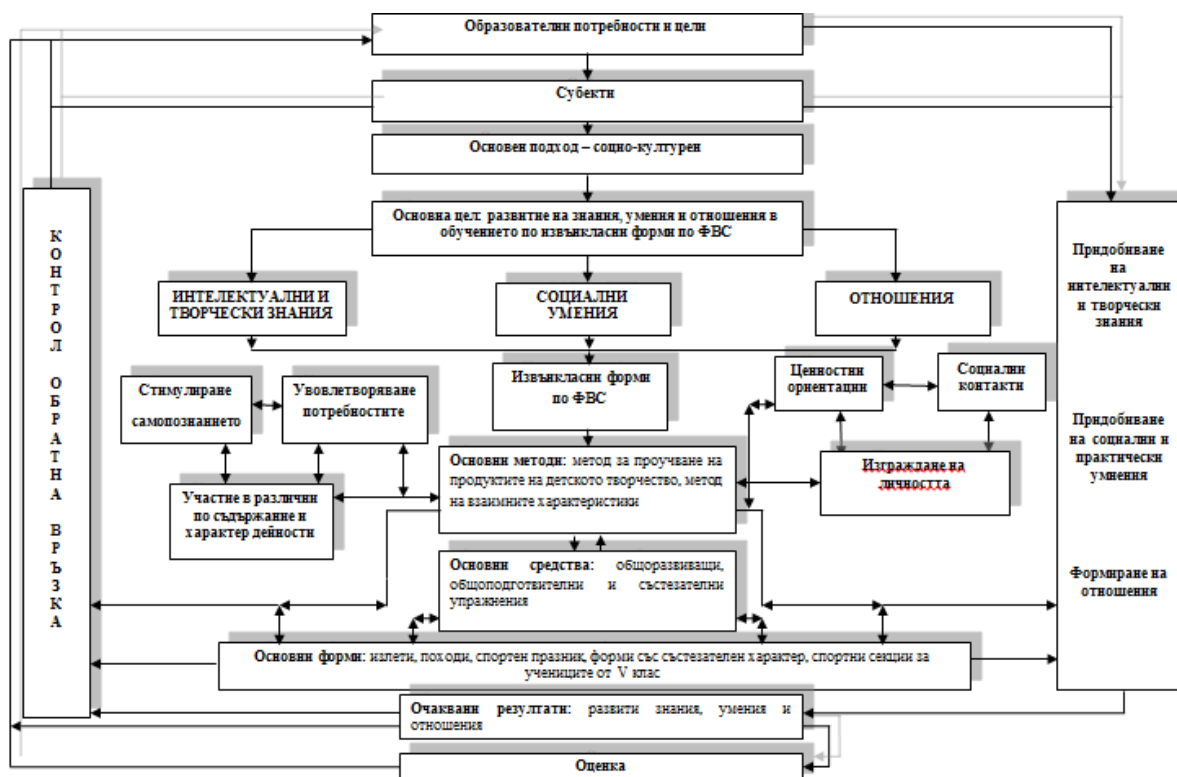 Образователни потребности и цели
Субекти
Основен подход – социо-културен
Основна цел: развитие на знания, умения и отношения в
обучението по извънкласни форми по ФВС
ИНТЕЛЕКТУАЛНИ И
ТВОРЧЕСКИ ЗНАНИЯ
СОЦИАЛНИ
УМЕНИЯ
ОТНОШЕНИЯ
КОНТРОЛ ОБРАТНА ВРЪЗКА
Стимулиране
самопознанието
Увовлетворяване
потребностите
Участие в различни
по съдържание и
характер дейности
Извънкласни форми
по ФВС
Ценностни
ориентации
Социални
контакти
Изграждане на
личността
Основни методи: метод за проучване на
продуктите на детското творчество, метод
на взаимните характеристики
Основни средства: общоразвиващи,
общоподготвителни и състезателни
упражнения
Основни форми: излети, походи, спортен празник, форми със състезателен характер, спортни секции за
учениците от V клас
Очаквани резултати: развити знания, умения и
отношения
Оценка
Придобиване
на
интелектуални
и творчески
знания
Придобиване
на социални и
практически
умнения
Формиране на
отношения